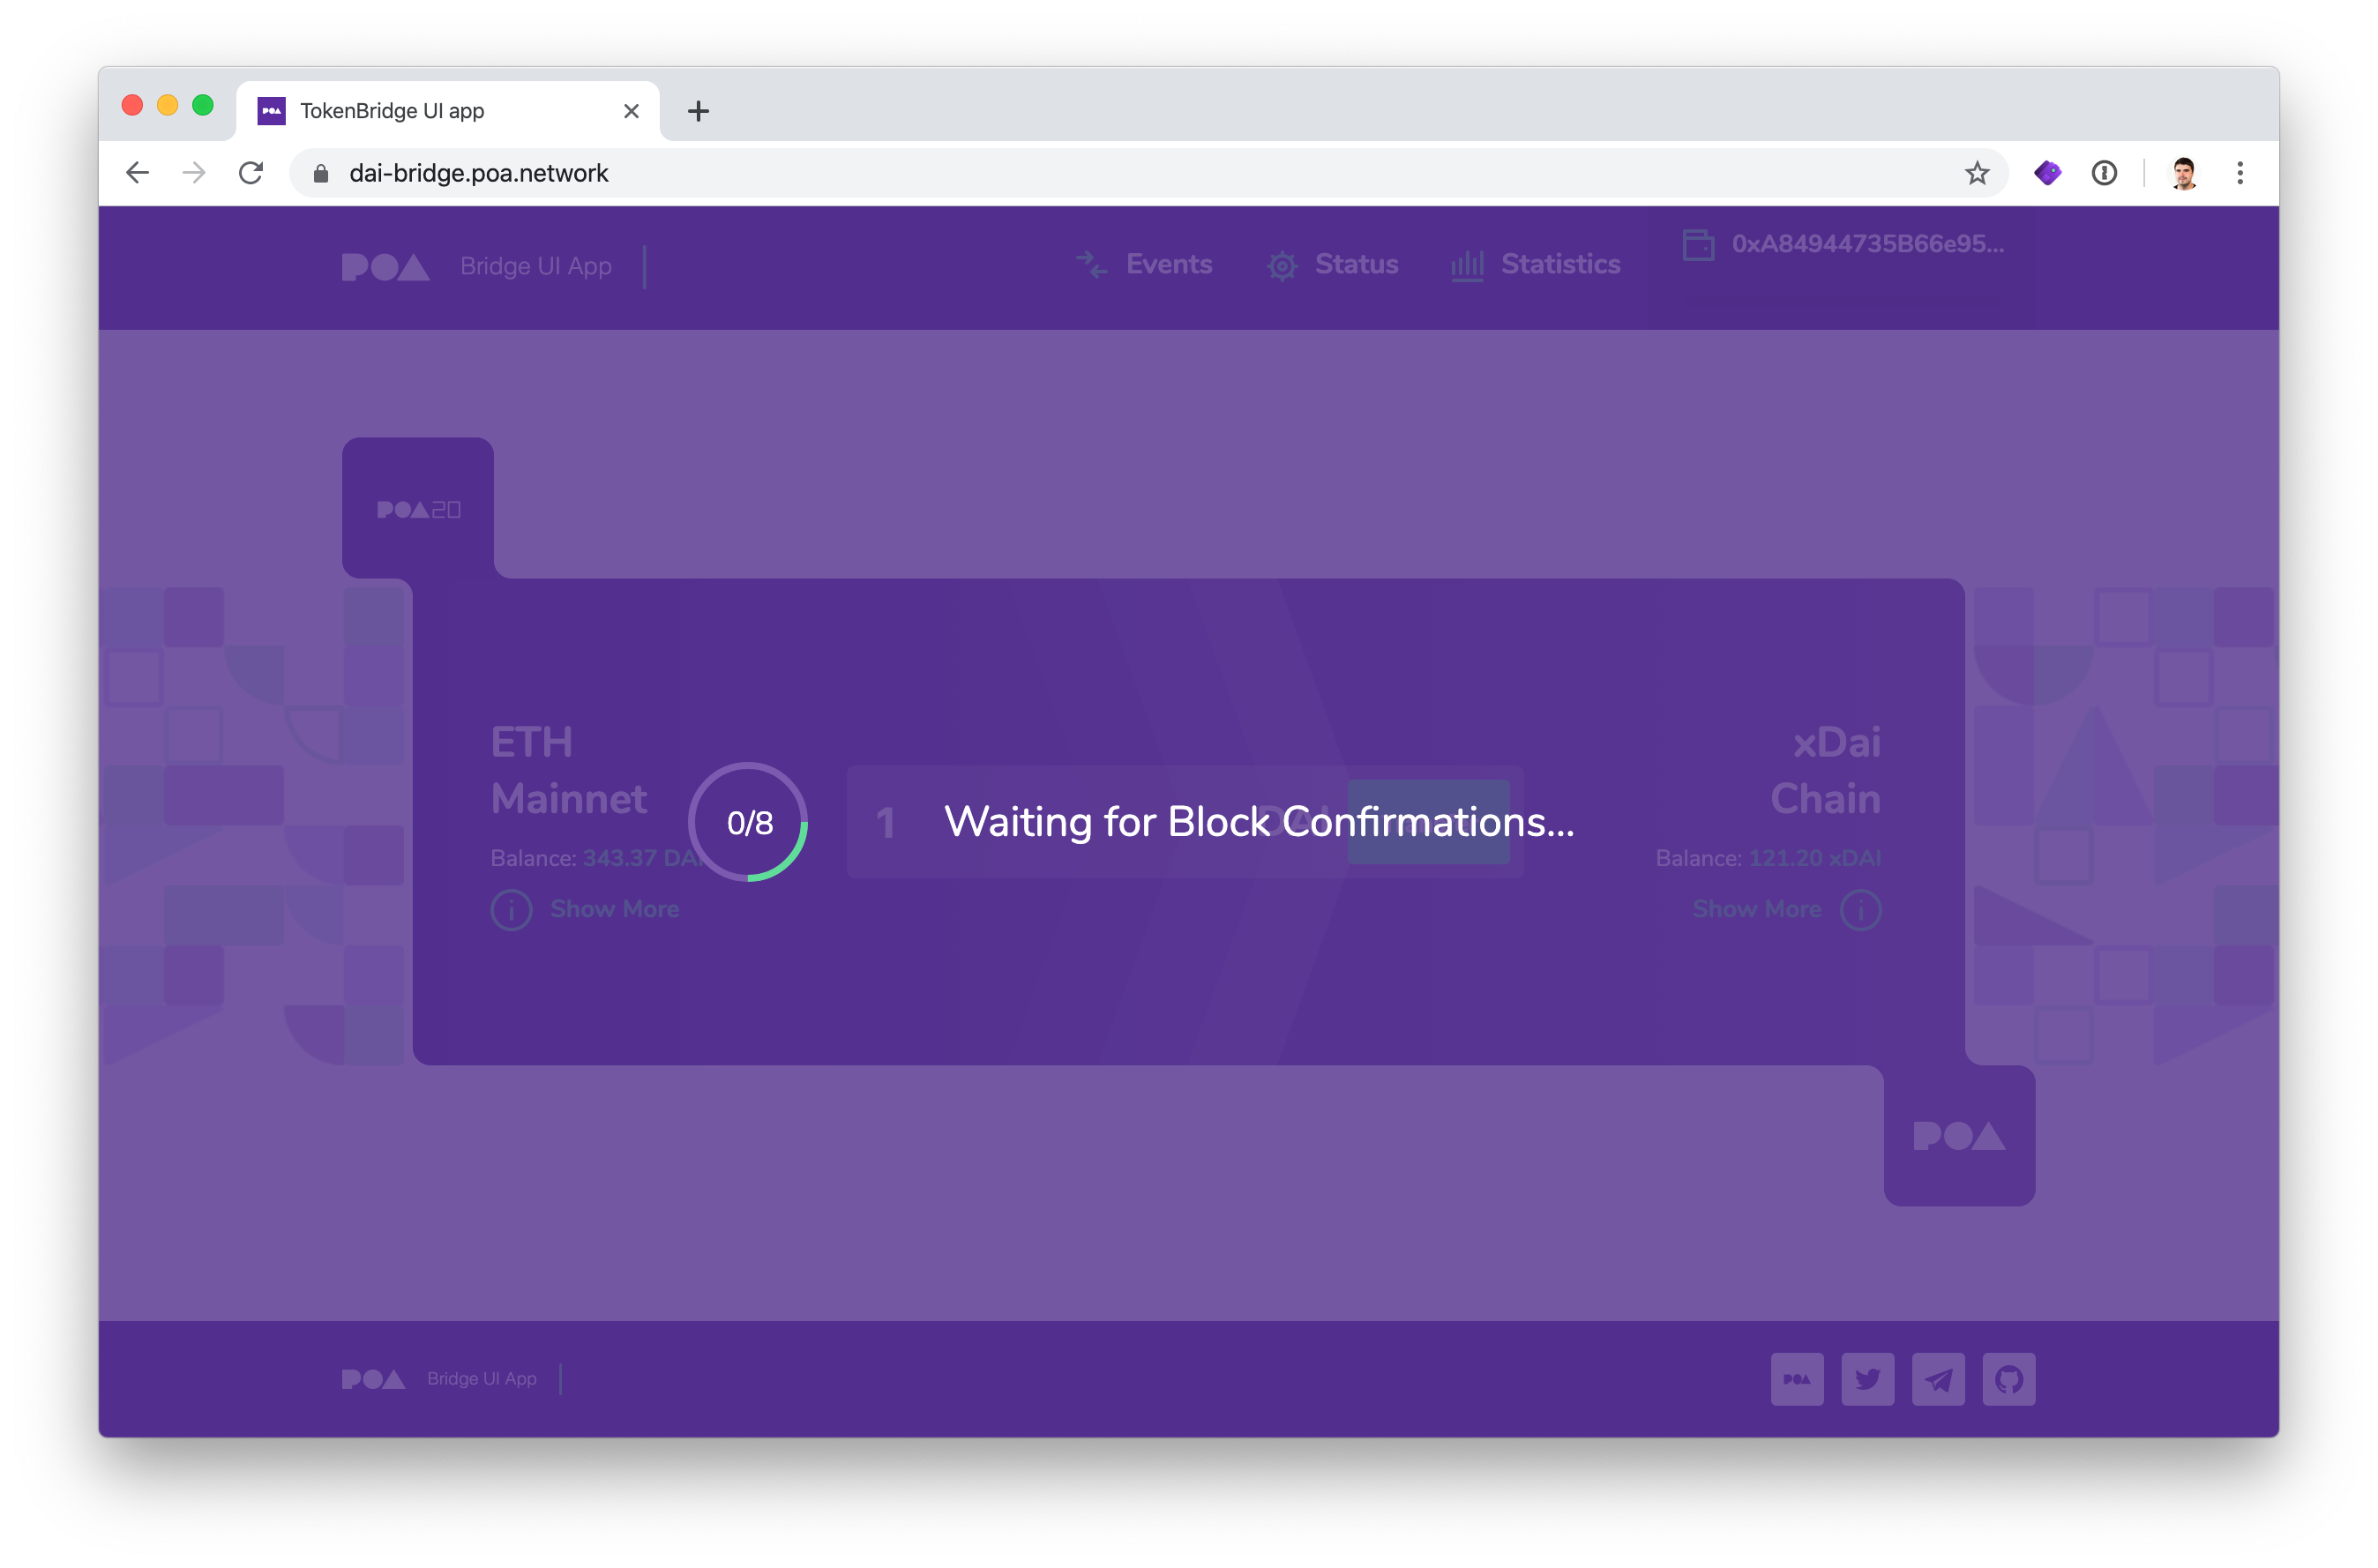 TokenBridge UI app
dai-bridge.poa.network
POA Bridge UI App
Events
Status
Statistics
0xA84944735B66e95...
POA20
ETH
Mainnet
Balance: 343.37 DAI
Show More
0/8
1
Waiting for Block Confirmations...
xDai
Chain
Balance: 121.20 xDAI
Show More
POA
POA Bridge UI App
POA